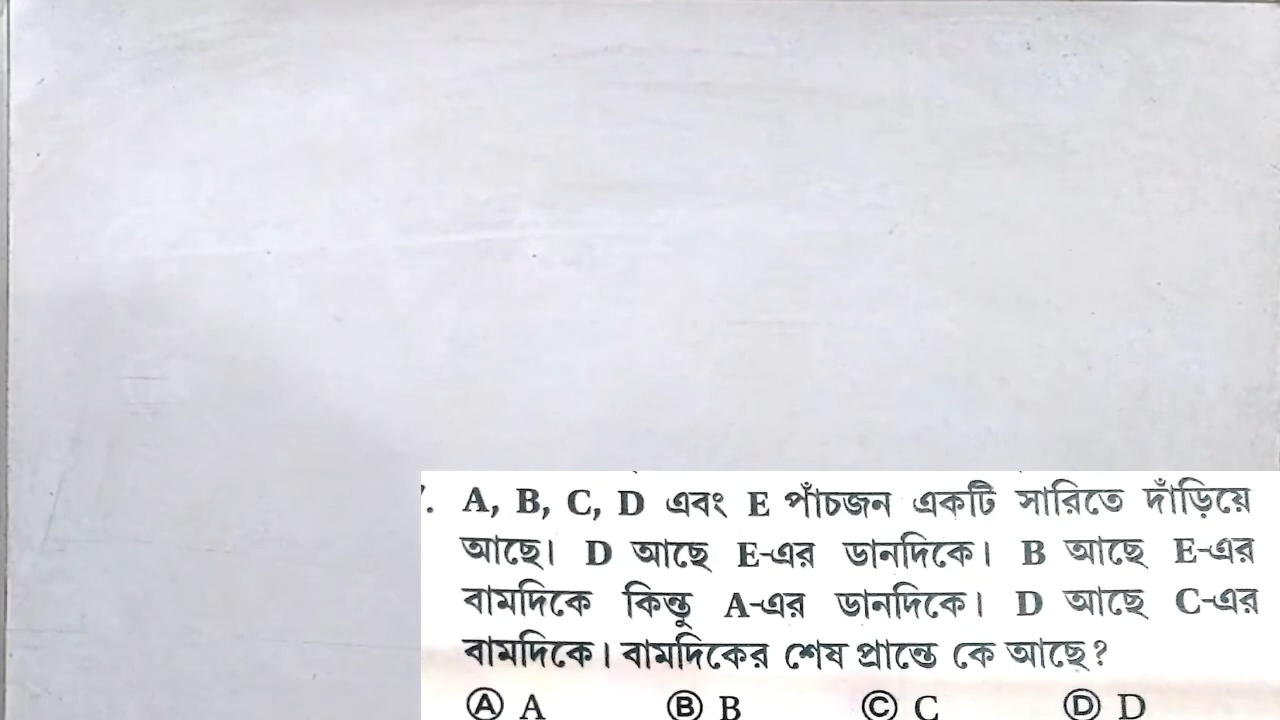 . A, B, C, D এবং E পাঁচজন একটি সারিতে দাঁড়িয়ে
আছে। D আছে E-এর ডানদিকে। B আছে E-এর
বামদিকে কিন্তু A-এর ডানদিকে। D আছে C-এর
বামদিকে। বামদিকের শেষ প্রান্তে কে আছে?
Ⓐ A Ⓑ B Ⓒ C Ⓓ D